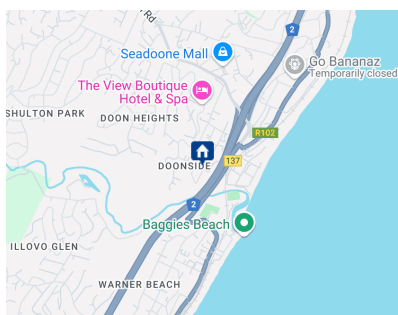 Rd
2
Seadoone Mall
Go Bananaz
Temporarily closed
The View Boutique
Hotel & Spa
SHULTON PARK
DOON HEIGHTS
R102
DOONSIDE
137
2
Baggies Beach
ILLOVO GLEN
WARNER BEACH